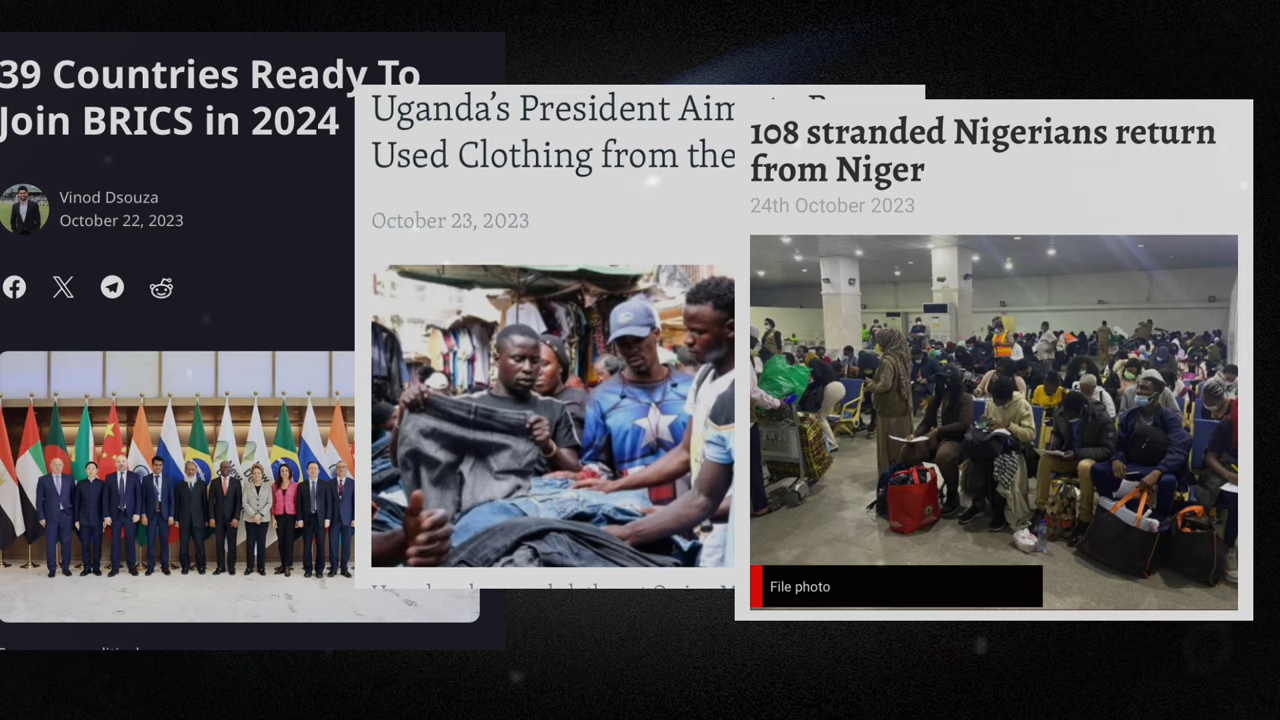 39 Countries Ready To
Join BRICS in 2024
Vinod Dsouza
October 22, 2023
Uganda's President Aim
Used Clothing from the
October 23, 2023
108 stranded Nigerians return
from Niger
24th October 2023
File photo